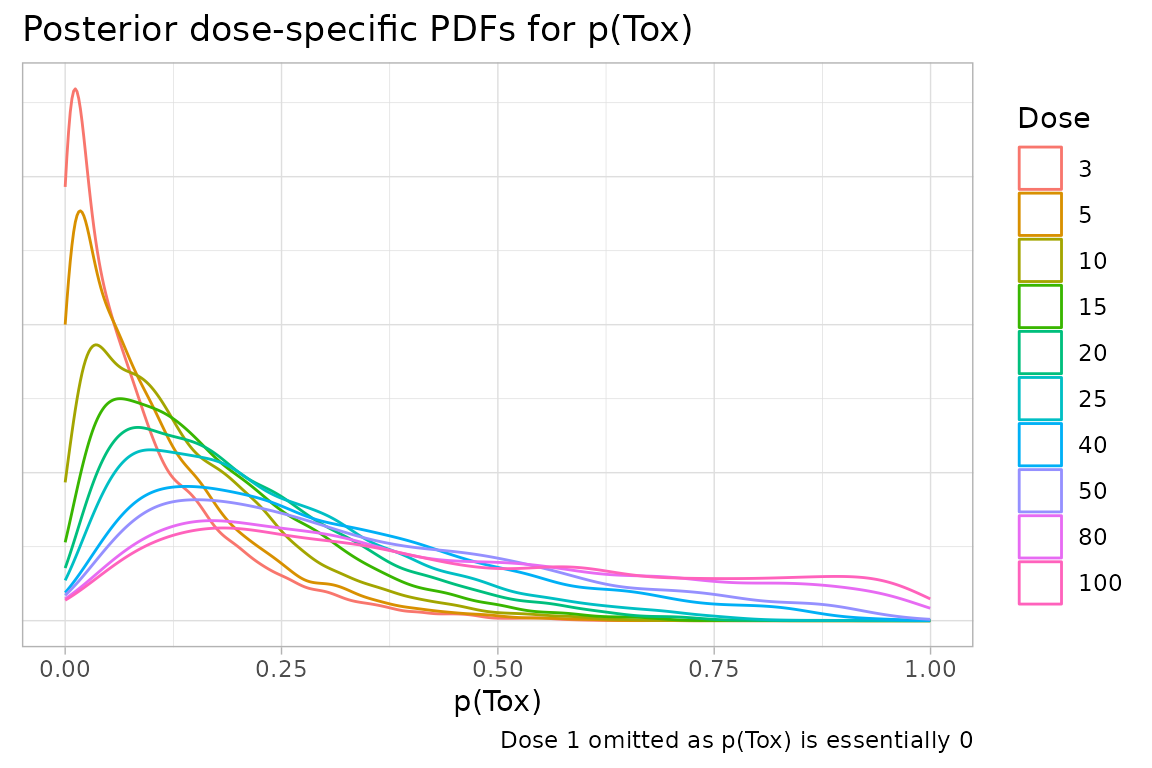 Posterior dose-specific PDFs for p(Tox)
Dose
3
5
10
15
20
25
40
50
80
100
0.00 0.25 0.50 0.75 1.00
p(Tox)
Dose 1 omitted as p(Tox) is essentially 0